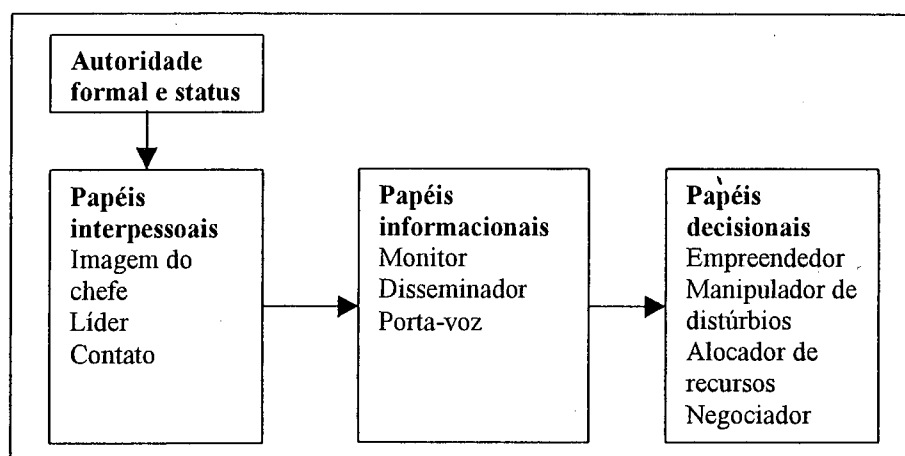 Autoridade
formal e status
Papéis
interpessoais
Imagem do
chefe
Líder
Contato
Papéis
informacionais
Monitor
Disseminador
Porta-voz
Papéis
decisionais
Empreendedor
Manipulador de
distúrbios
Alocador de
recursos
Negociador